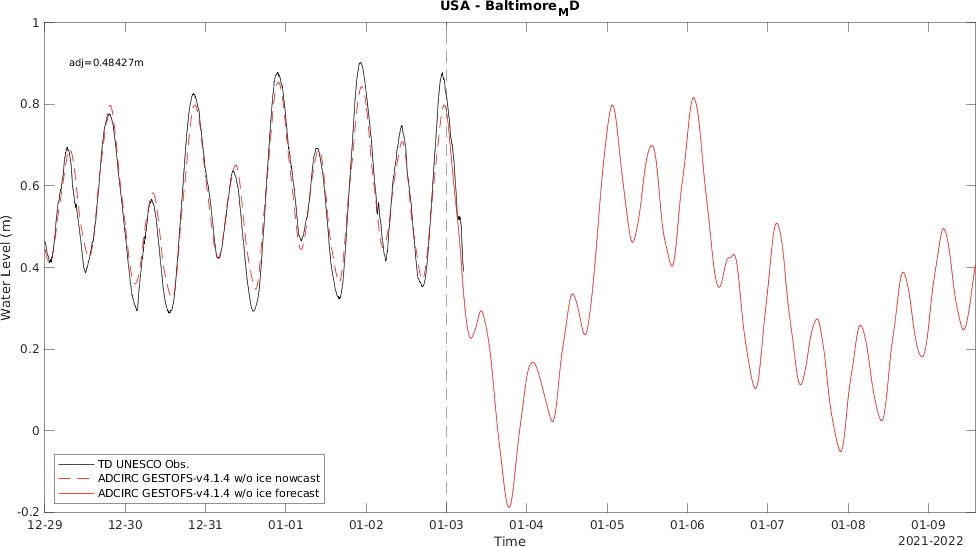 USA - Baltimore_MD
adj=0.48427m
Water Level (m)
1
0.8
0.6
0.4
0.2
0
-0.2
TD UNESCO Obs.
ADCIRC GESTOFS-v4.1.4 w/o ice nowcast
ADCIRC GESTOFS-v4.1.4 w/o ice forecast
12-29 12-30 12-31 01-01 01-02 01-03 01-04 01-05 01-06 01-07 01-08 01-09
Time
2021-2022